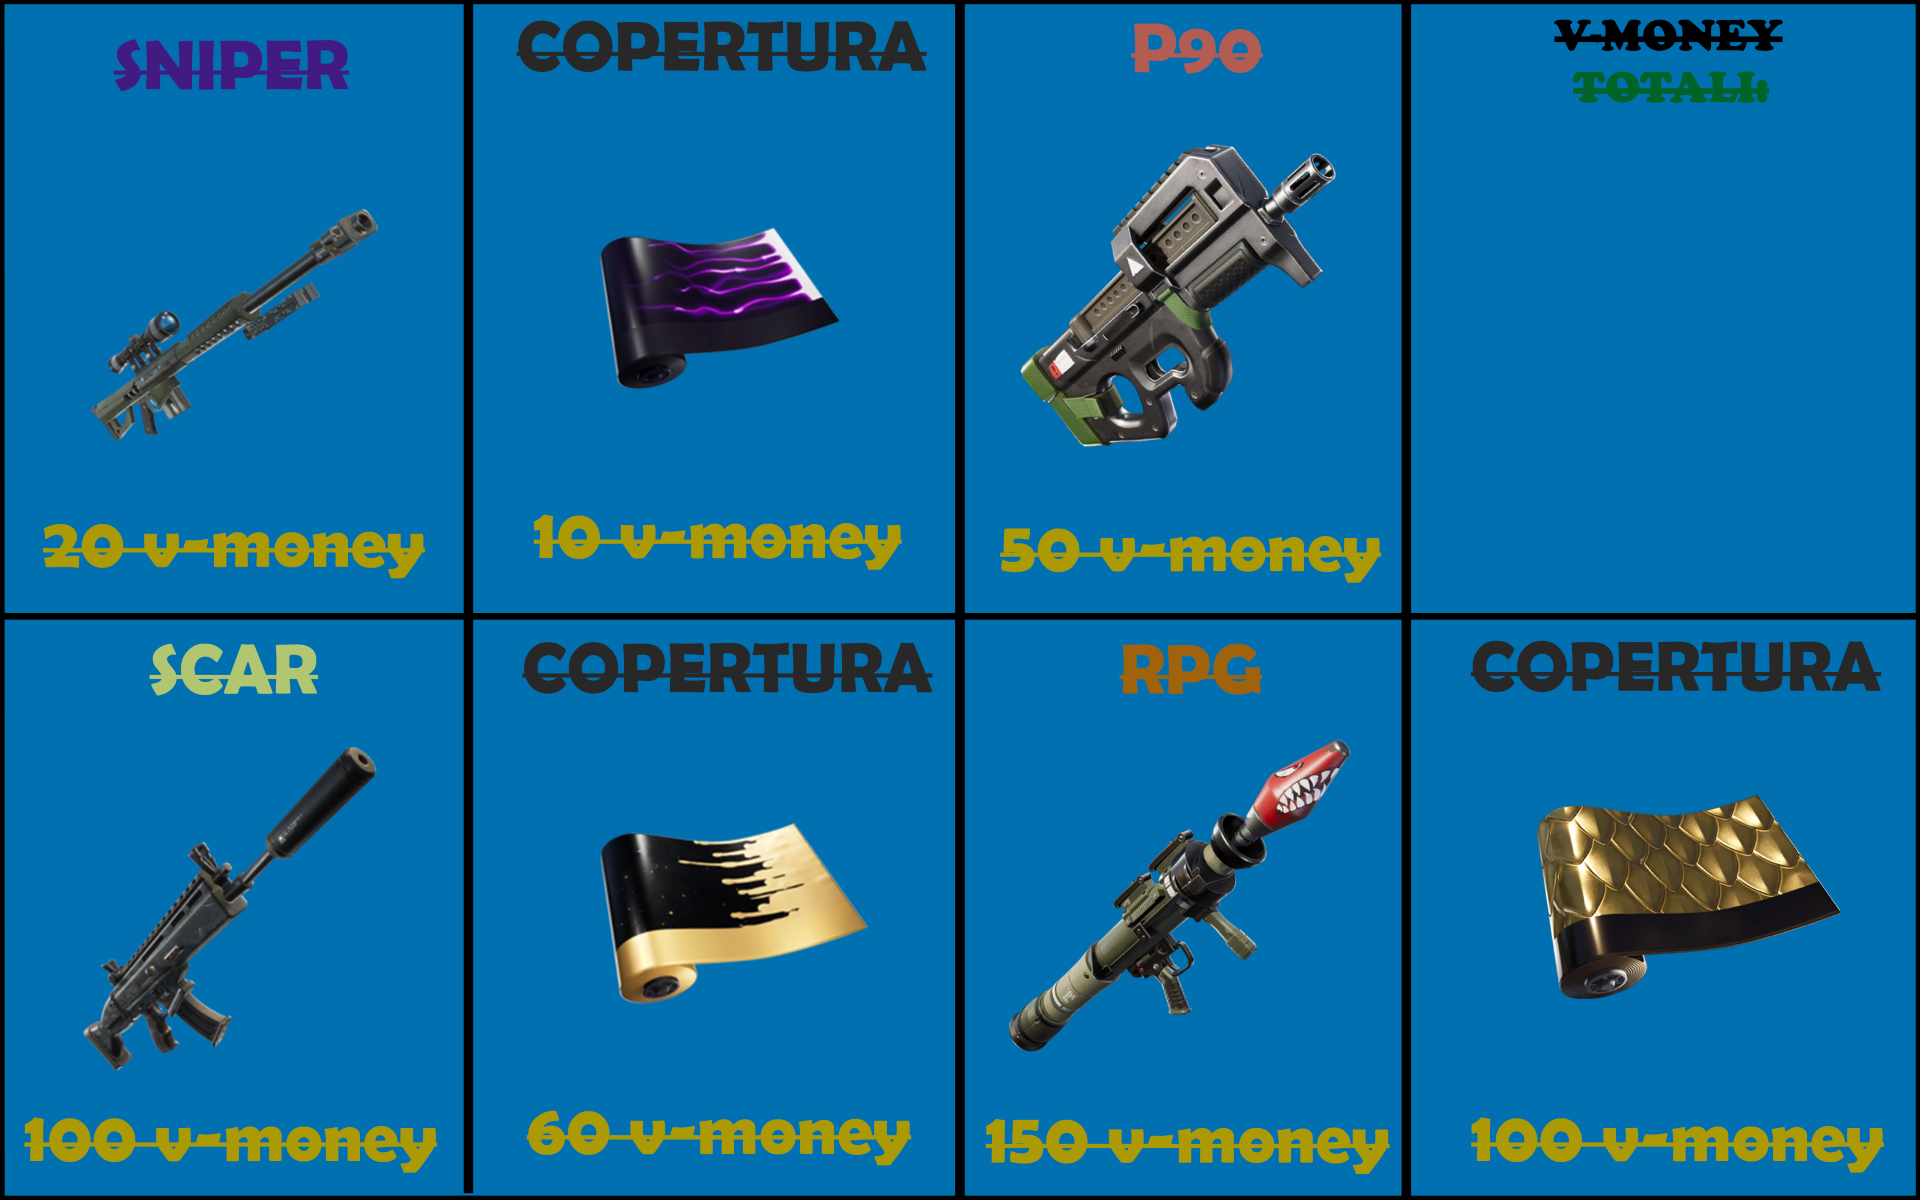 SNIPER
20 v-money
COPERTURA
10 v-money
P90
50 v-money
V-MONEY
TOTALI:
SCAR
100 v-money
COPERTURA
60 v-money
RPG
150 v-money
COPERTURA
100 v-money